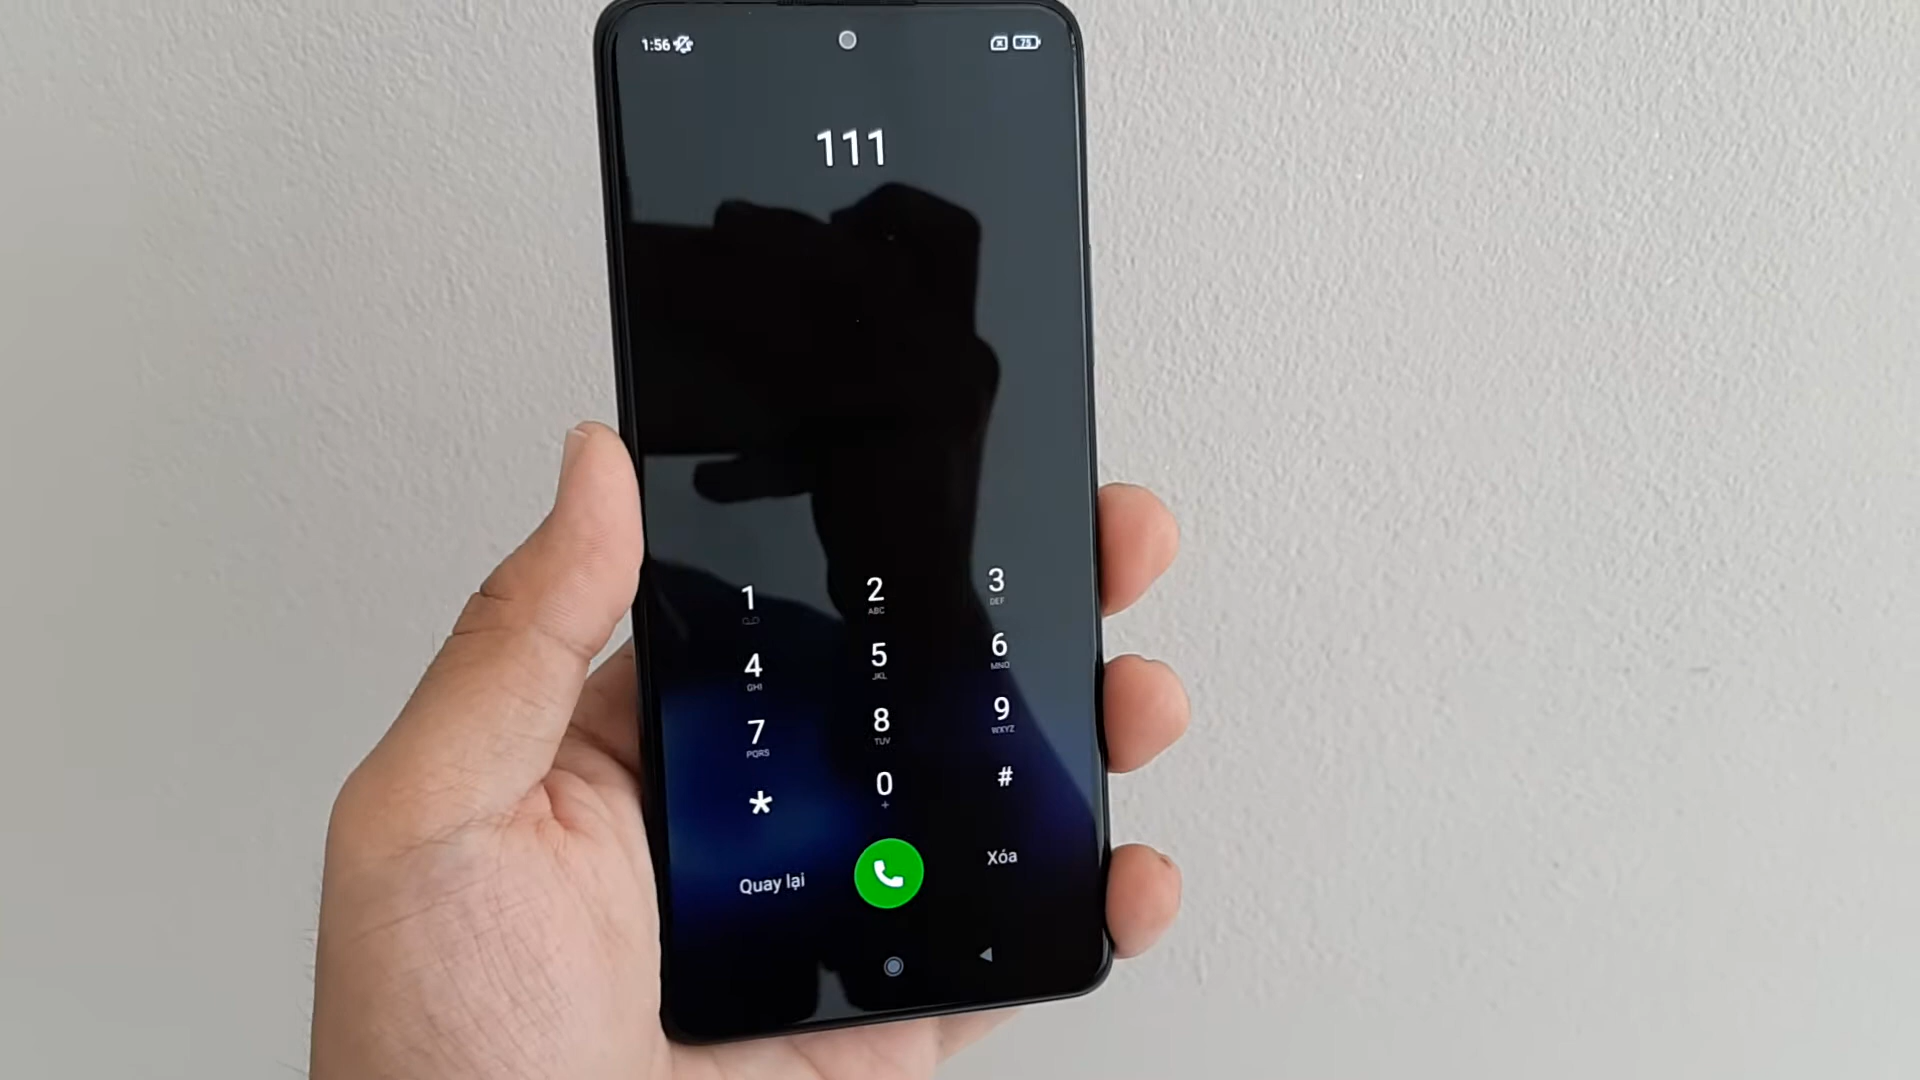 1:56
75
111
1 2 3
ABC DEF
4 5 6
GHI JKL MNO
7 8 9
PQRS TUV WXYZ
* 0 #
+
Quay lại Xóa